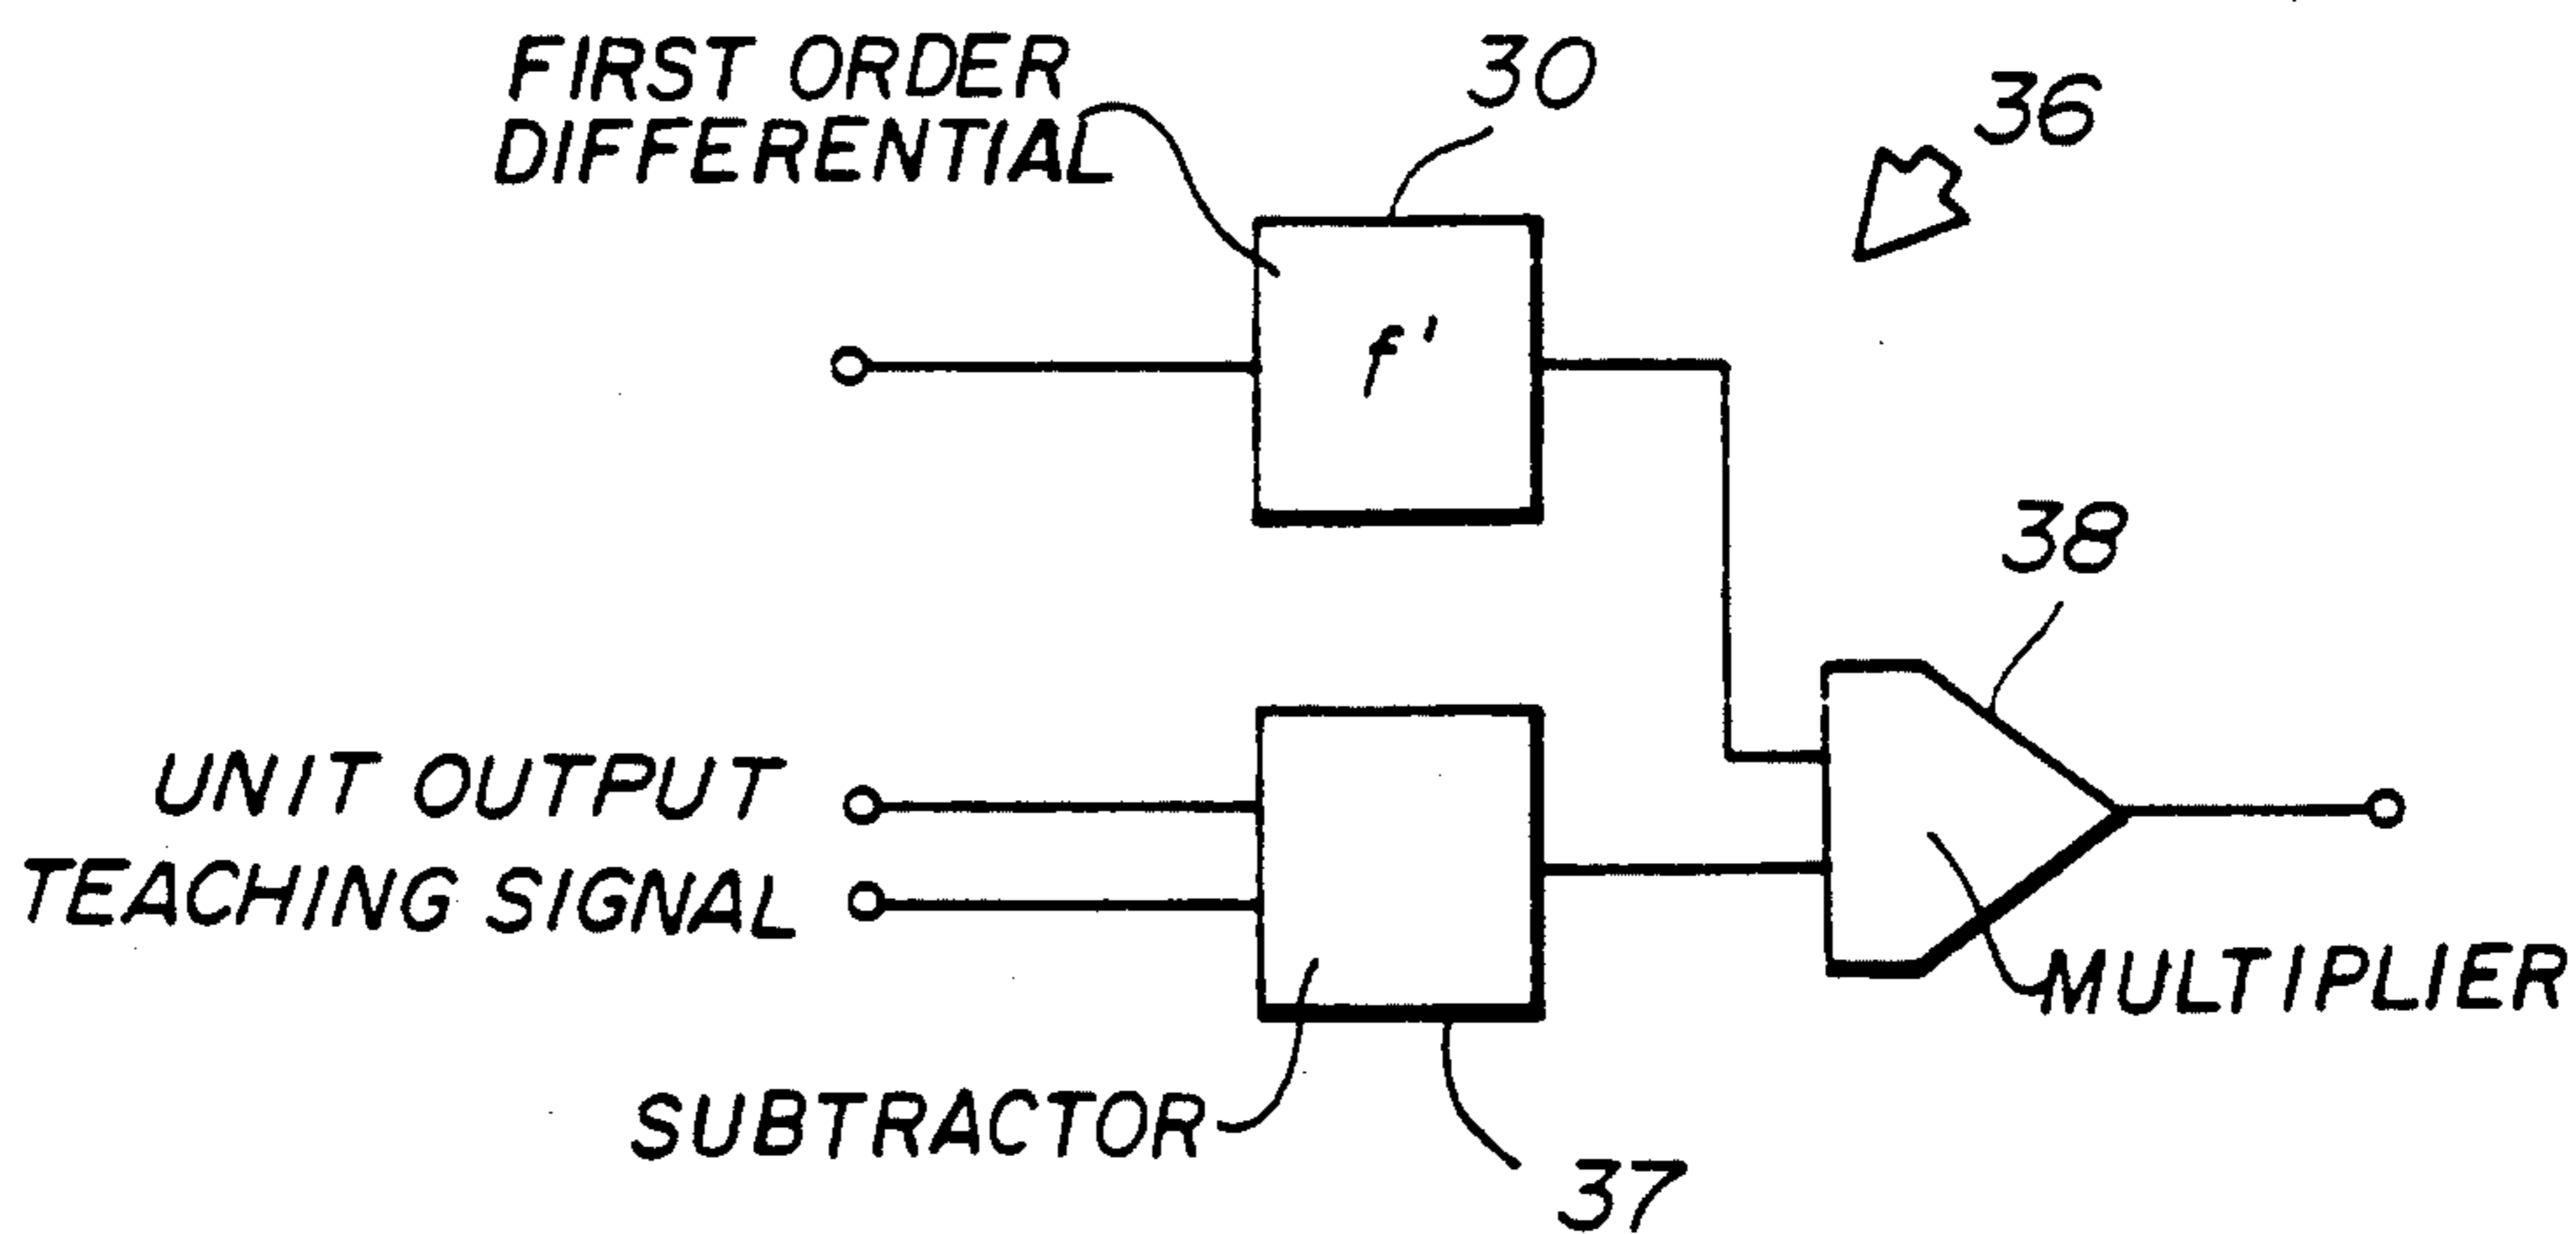 FIRST ORDER
DIFFERENTIAL
30
36
f'
38
UNIT OUTPUT
TEACHING SIGNAL
MULTIPLIER
SUBTRACTOR
37